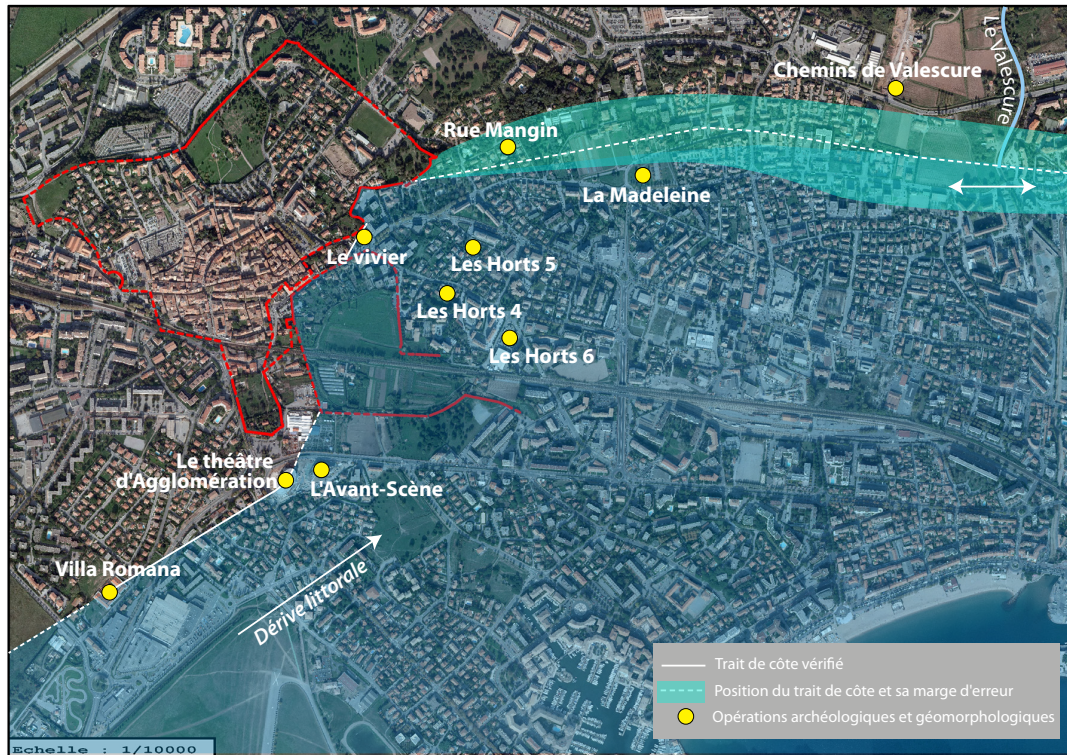 Le Valescure
Chemins de Valescure
Rue Mangin
La Madeleine
Le vivier
Les Horts 5
Les Horts 4
Les Horts 6
Le théâtre
d'Agglomération
L'Avant-Scène
Villa Romana
Dérive littorale
Trait de côte vérifié
Position du trait de côte et sa marge d'erreur
Opérations archéologiques et géomorphologiques
Echelle : 1/10000